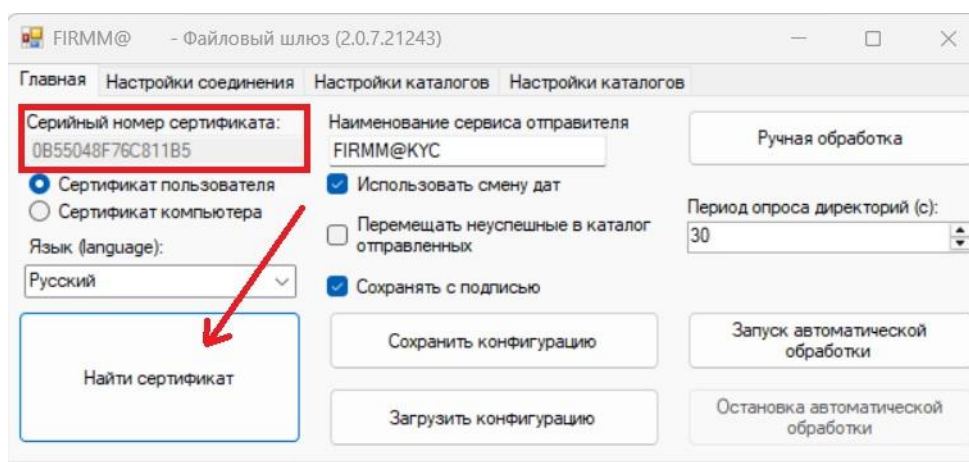 FIRMM@ - Файловый шлюз (2.0.7.21243)
Главная Настройки соединения Настройки каталогов Настройки каталогов
Серийный номер сертификата:
0B55048F76C811B5
Сертификат пользователя
Сертификат компьютера
Язык (language):
Русский
Найти сертификат
Наименование сервиса отправителя
FIRMM@KYC
Использовать смену дат
Перемещать неуспешные в каталог
отправленных
Сохранять с подписью
Сохранить конфигурацию
Загрузить конфигурацию
Ручная обработка
Период опроса директорий (с):
30
Запуск автоматической
обработки
Остановка автоматической
обработки